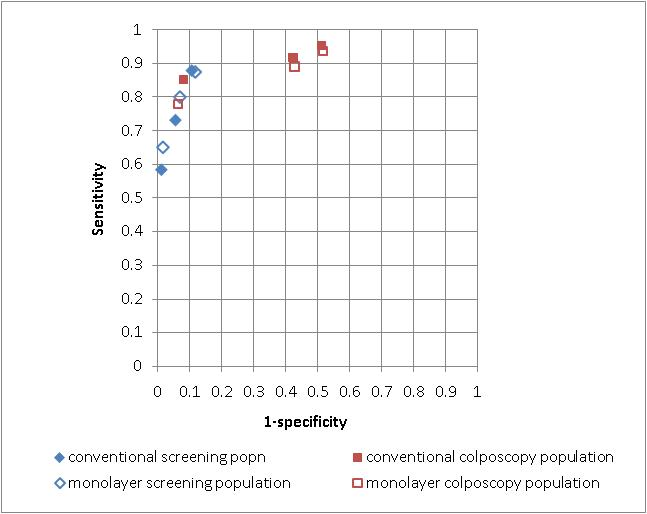 1
0.9
0.8
0.7
0.6
0.5
0.4
0.3
0.2
0.1
0
Sensitivity
0 0.1 0.2 0.3 0.4 0.5 0.6 0.7 0.8 0.9 1
1-specificity
conventional screening popn conventional colposcopy population
monolayer screening population monolayer colposcopy population